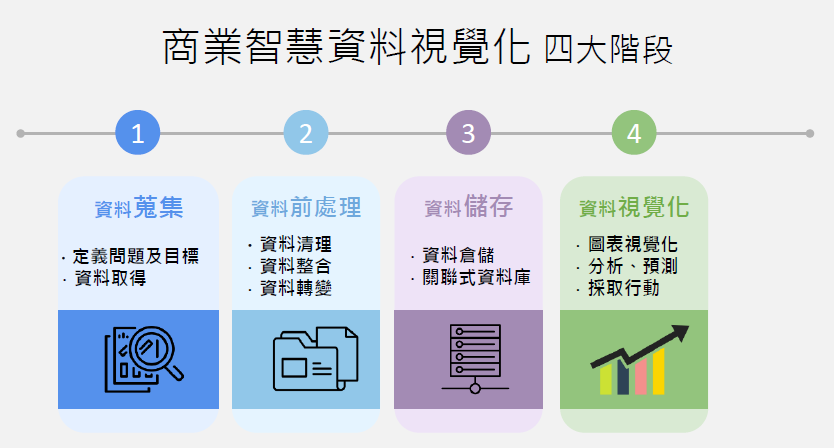 商業智慧資料視覺化 四大階段
1
2
3
4
資料蒐集
・定義問題及目標
・資料取得
資料前處理
・資料清理
・資料整合
・資料轉變
資料儲存
・資料倉儲
・關聯式資料庫
資料視覺化
・圖表視覺化
・分析、預測
・採取行動